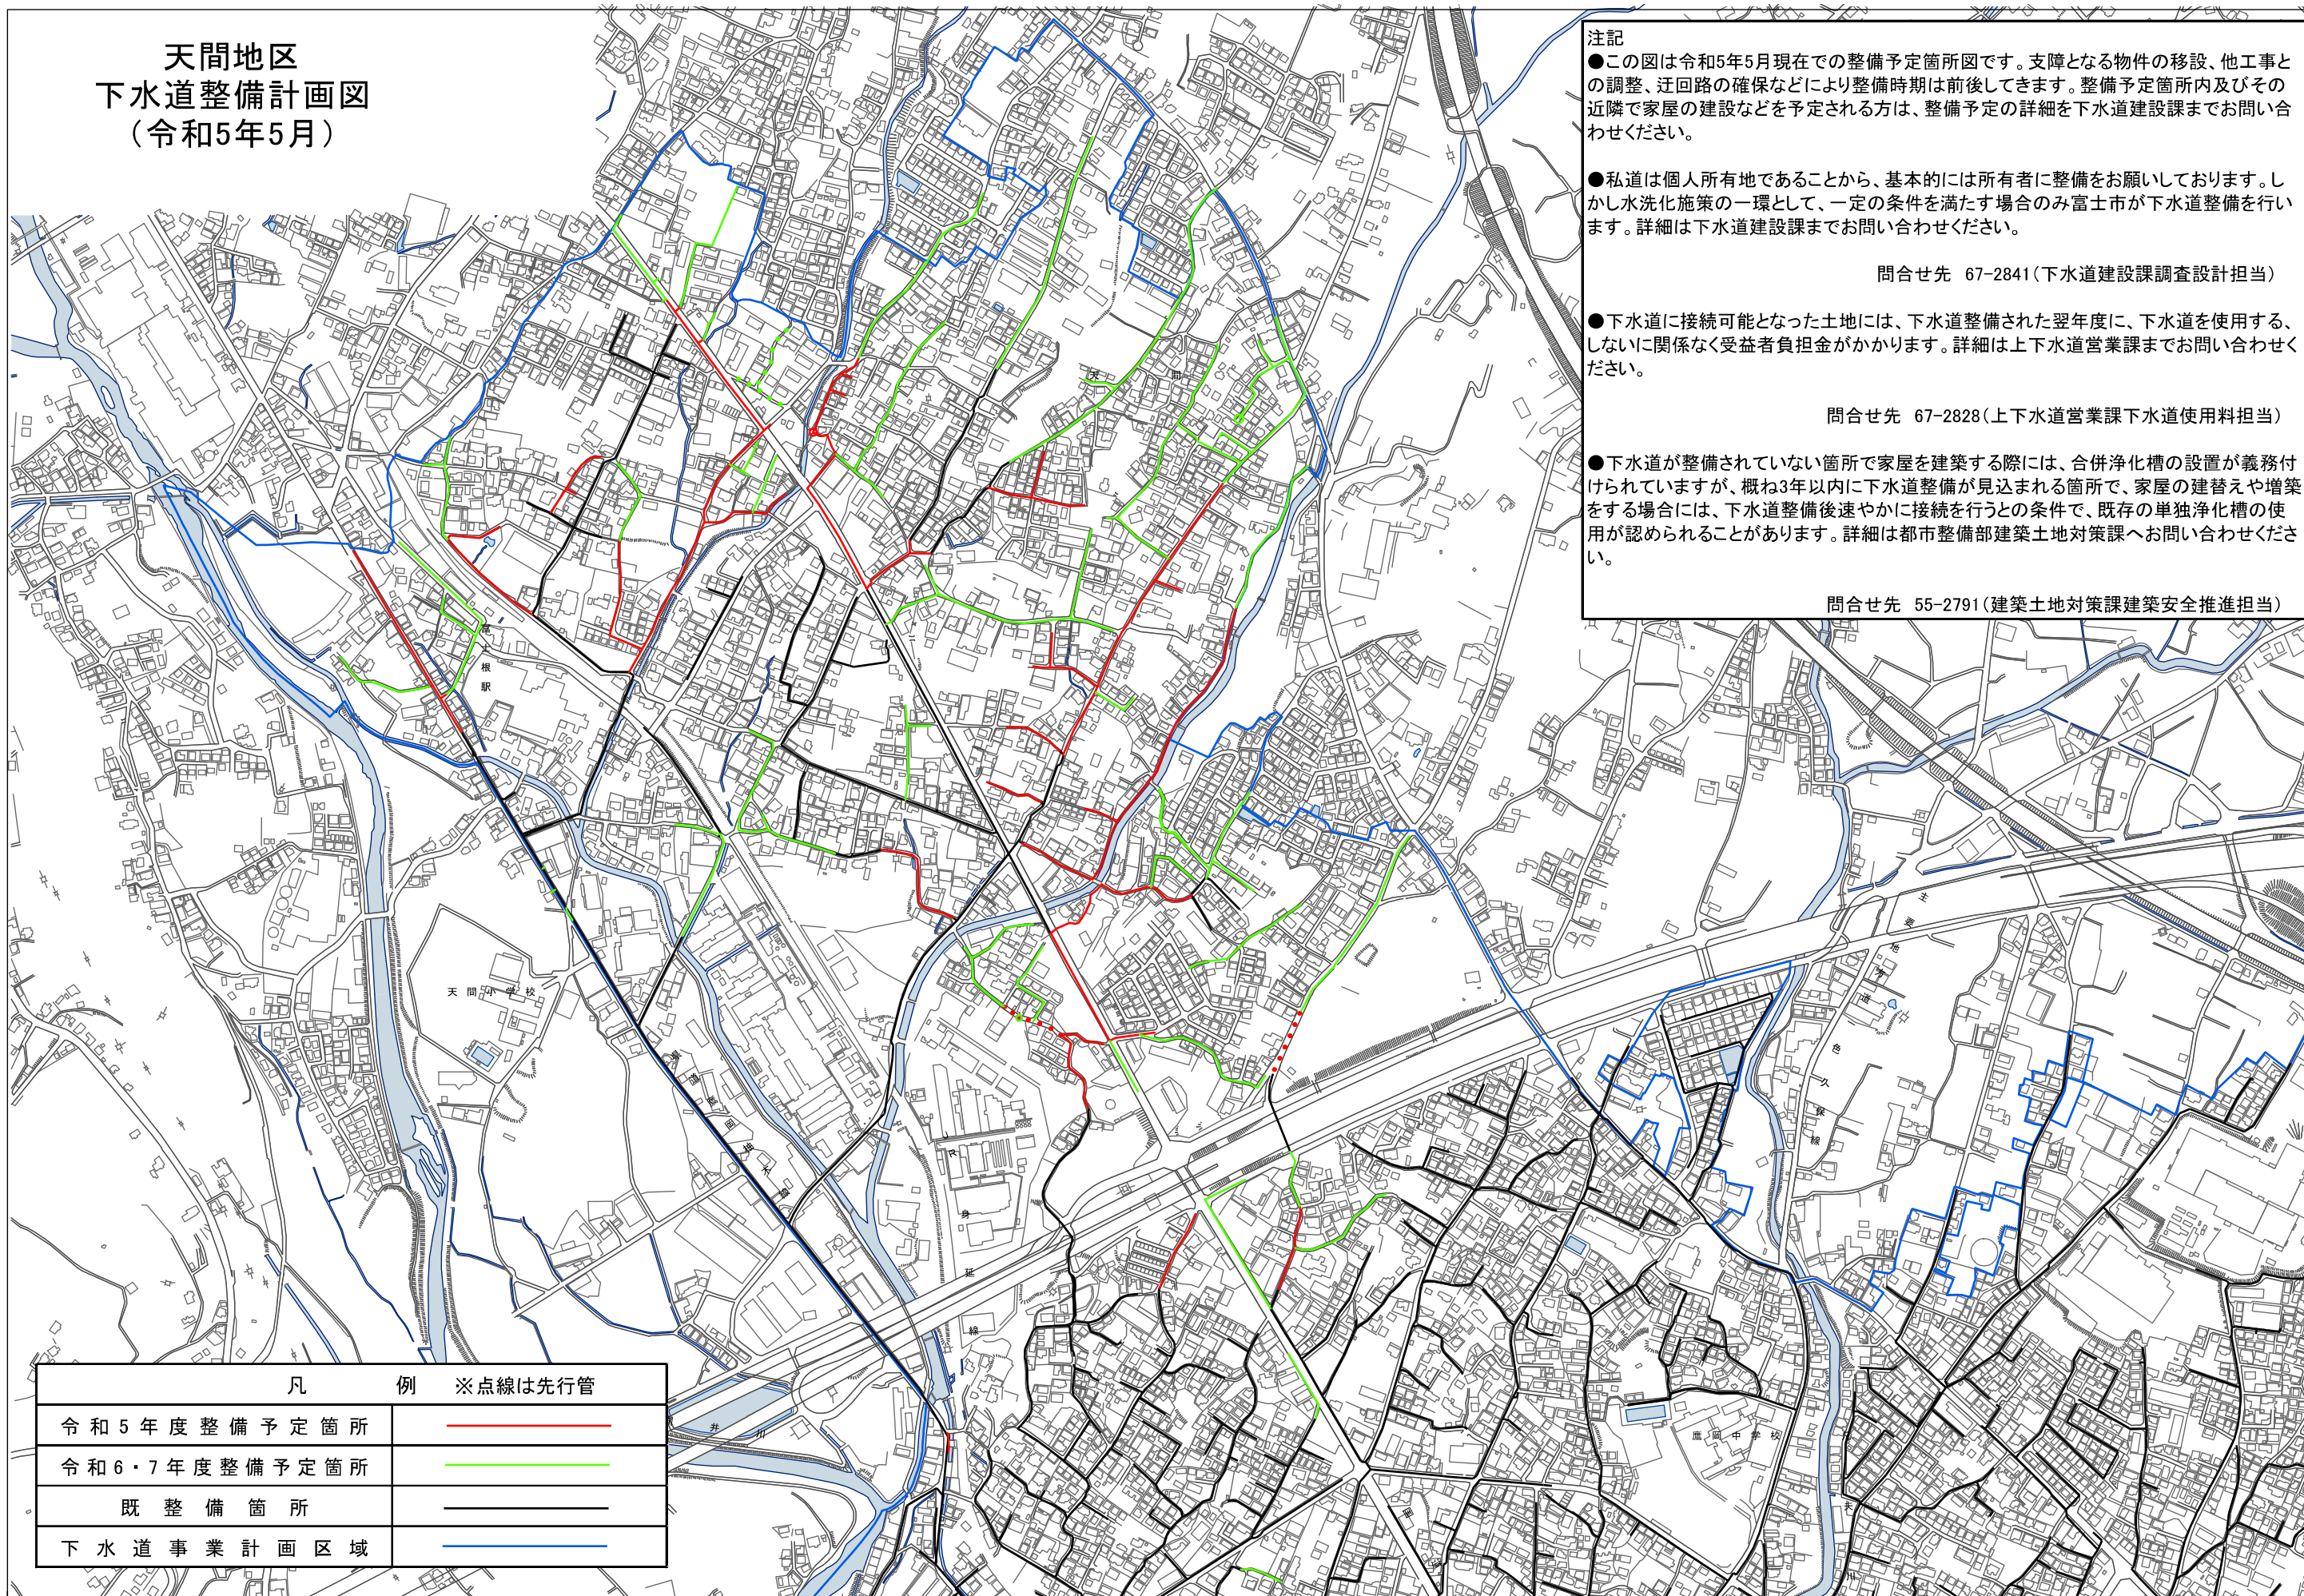 天間地区
下水道整備計画図
（令和5年5月）
注記
●この図は令和5年5月現在での整備予定箇所図です。支障となる物件の移設、他工事と
の調整、迂回路の確保などにより整備時期は前後してきます。整備予定箇所内及びその
近隣で家屋の建設などを予定される方は、整備予定の詳細を下水道建設課までお問い合
わせください。
●私道は個人所有地であることから、基本的には所有者に整備をお願いしております。し
かし水洗化施策の一環として、一定の条件を満たす場合のみ富士市が下水道整備を行い
ます。詳細は下水道建設課までお問い合わせください。
問合せ先 67-2841（下水道建設課調査設計担当）
●下水道に接続可能となった土地には、下水道整備された翌年度に、下水道を使用する、
しないに関係なく受益者負担金がかかります。詳細は上下水道営業課までお問い合わせく
ださい。
問合せ先 67-2828（上下水道営業課下水道使用料担当）
●下水道が整備されていない箇所で家屋を建築する際には、合併浄化槽の設置が義務付
けられていますが、概ね3年以内に下水道整備が見込まれる箇所で、家屋の建替えや増築
をする場合には、下水道整備後速やかに接続を行うとの条件で、既存の単独浄化槽の使
用が認められることがあります。詳細は都市整備部建築土地対策課へお問い合わせくださ
い。
問合せ先 55-2791（建築土地対策課建築安全推進担当）
天間
根駅
天間小学校
主要地方道一色久保線
JR身延線
鷹岡中学校
井川
凡例 ※点線は先行管
令和5年度整備予定箇所
令和6・7年度整備予定箇所
既整備箇所
下水道事業計画区域